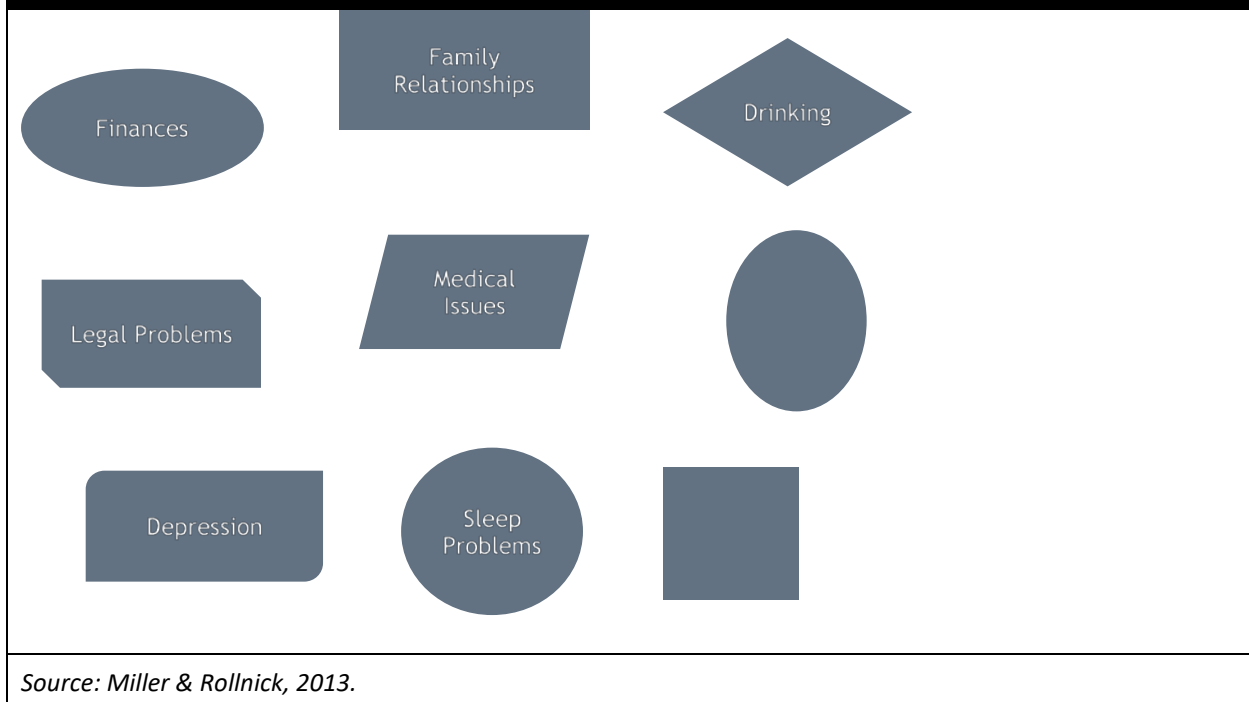 Family
Relationships
Drinking
Finances
Medical
Issues
Legal Problems
Sleep
Problems
Depression
Source: Miller & Rollnick, 2013.